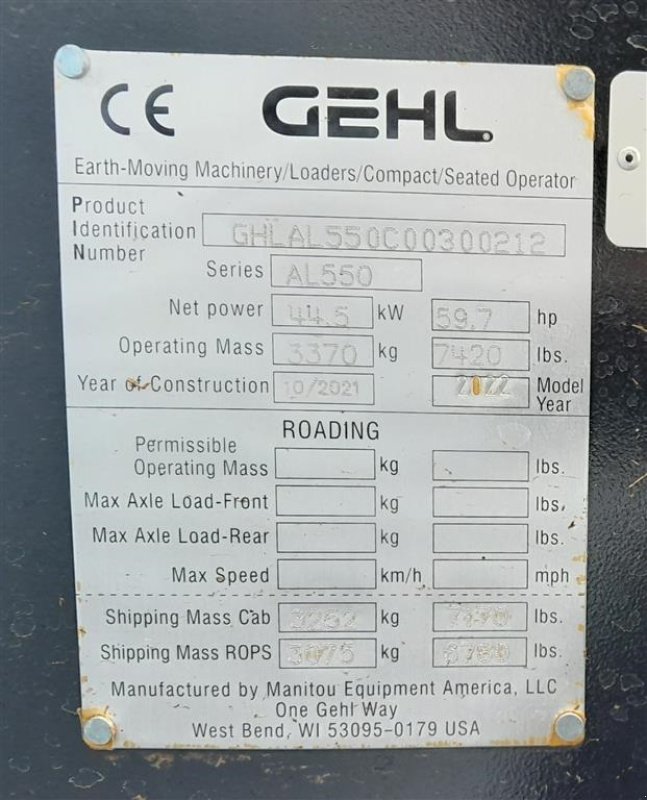 CE GEHL
Earth-Moving Machinery/Loaders/Compact/Seated Operator
Product
Identification GHLAL550C00300212
Number
Series AL550
Net power 44.5 kW 59.7 hp
Operating Mass 3370 kg 7420 lbs.
Year of Construction 10/2021 2022 Model
Year
ROADING
Permissible
Operating Mass kg lbs.
Max Axle Load-Front kg lbs.
Max Axle Load-Rear kg lbs.
Max Speed km/h mph
Shipping Mass Cab 3262 kg lbs.
Shipping Mass ROPS 3075 kg lbs.
Manufactured by Manitou Equipment America, LLC
One Gehl Way
West Bend, WI 53095-0179 USA